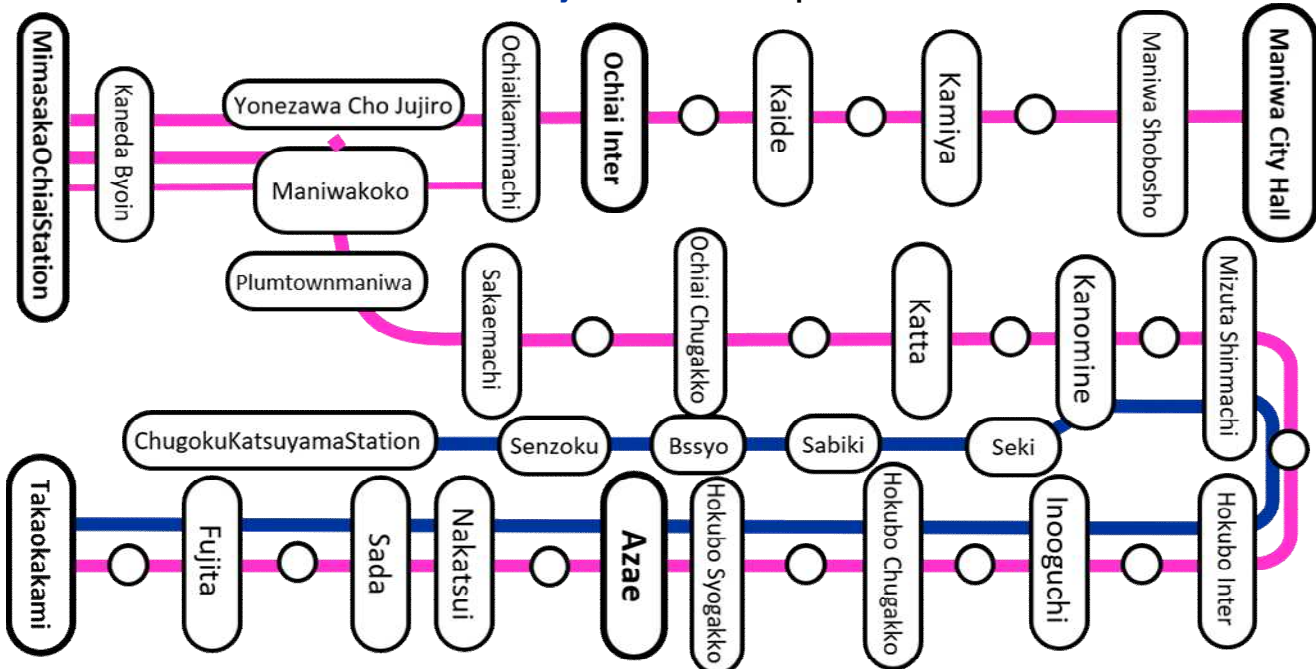 MimasakaOchiaiStation
Kaneda Byoin
Yonezawa Cho Jujiro
Maniwakoko
Plumtownmaniwa
Ochiaikamimachi
Ochiai Inter
Kaide
Kamiya
Maniwa Shobosho
Maniwa City Hall
Sakaemachi
Ochiai Chugakko
Katta
Kanomine
Mizuta Shinmachi
ChugokuKatsuyamaStation
Senzoku
Bssyo
Sabiki
Seki
Takaokakami
Fujita
Sada
Nakatsui
Azae
Hokubo Syogakko
Hokubo Chugakko
Inooguchi
Hokubo Inter